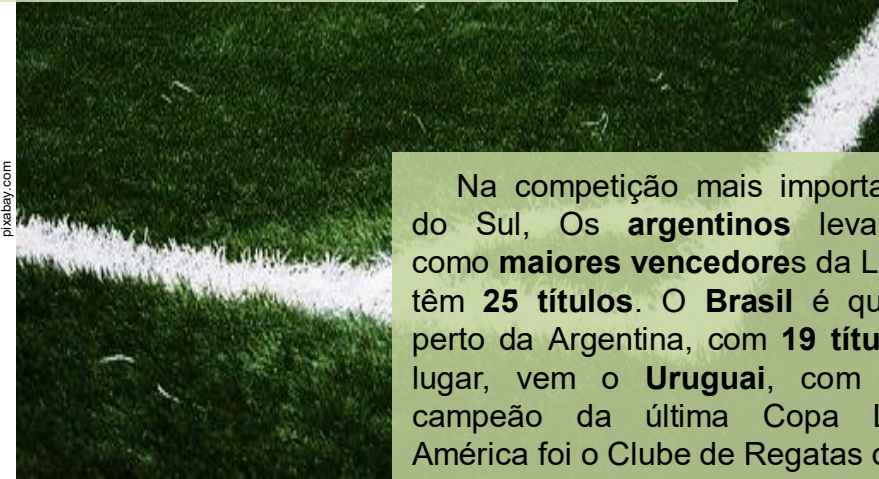 pixabay.com
Na competição mais importa
do Sul, Os argentinos leva
como maiores vencedores da L
têm 25 títulos. O Brasil é qu
perto da Argentina, com 19 títu
lugar, vem o Uruguai, com
campeão da última Copa L
América foi o Clube de Regatas